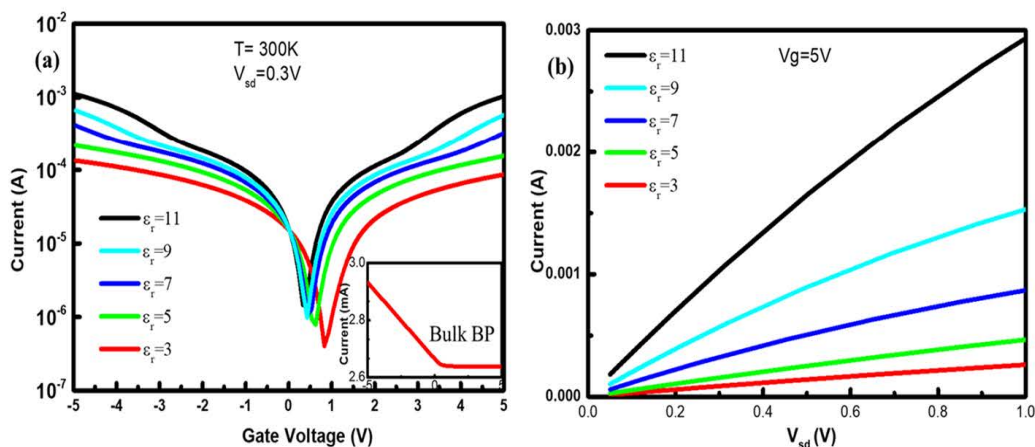 (a)
T= 300K
V_sd=0.3V
10^-2
10^-3
10^-4
10^-5
10^-6
10^-7
Current (A)
ε_r=11
ε_r=9
ε_r=7
ε_r=5
ε_r=3
3.0
2.8
2.6
Current (mA)
Bulk BP
-5 0 5
-5 -4 -3 -2 -1 0 1 2 3 4 5
Gate Voltage (V)
(b)
Vg=5V
ε_r=11
ε_r=9
ε_r=7
ε_r=5
ε_r=3
0.003
0.002
0.001
0.000
Current (A)
0.0 0.2 0.4 0.6 0.8 1.0
V_sd (V)